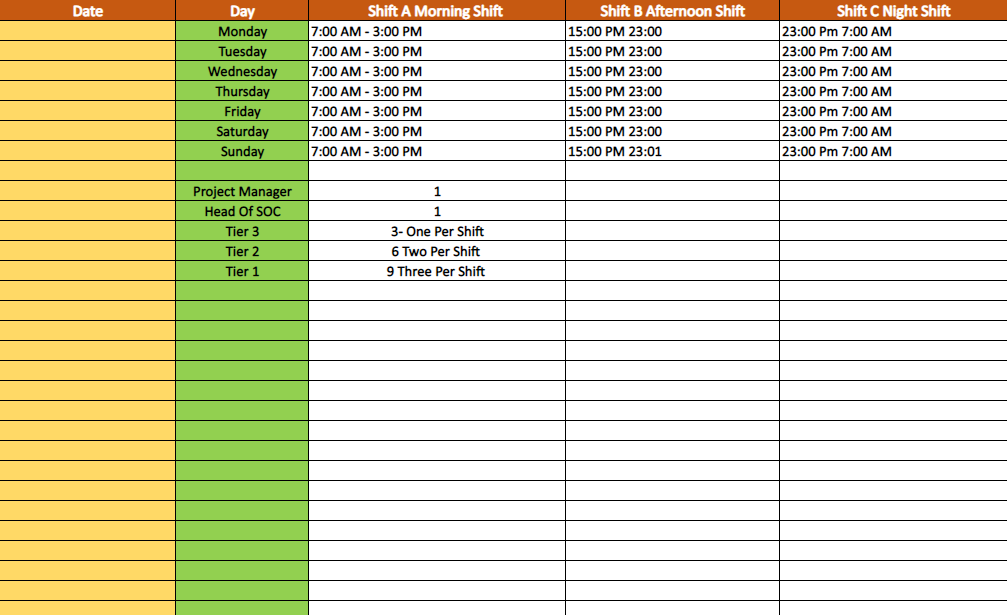 Date Day Shift A Morning Shift Shift B Afternoon Shift Shift C Night Shift
Monday 7:00 AM - 3:00 PM 15:00 PM 23:00 23:00 Pm 7:00 AM
Tuesday 7:00 AM - 3:00 PM 15:00 PM 23:00 23:00 Pm 7:00 AM
Wednesday 7:00 AM - 3:00 PM 15:00 PM 23:00 23:00 Pm 7:00 AM
Thursday 7:00 AM - 3:00 PM 15:00 PM 23:00 23:00 Pm 7:00 AM
Friday 7:00 AM - 3:00 PM 15:00 PM 23:00 23:00 Pm 7:00 AM
Saturday 7:00 AM - 3:00 PM 15:00 PM 23:00 23:00 Pm 7:00 AM
Sunday 7:00 AM - 3:00 PM 15:00 PM 23:01 23:00 Pm 7:00 AM
Project Manager 1
Head Of SOC 1
Tier 3 3- One Per Shift
Tier 2 6 Two Per Shift
Tier 1 9 Three Per Shift